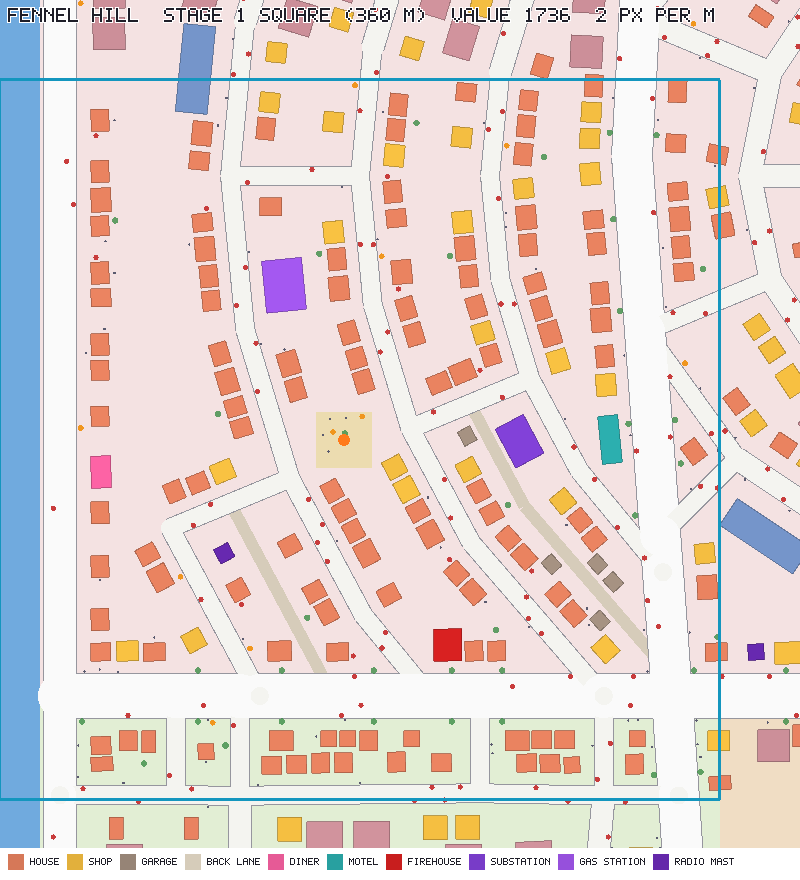 FENNEL HILL  STAGE 1 SQUARE (360 M)  VALUE 1736  2 PX PER M
HOUSE SHOP GARAGE BACK LANE DINER MOTEL FIREHOUSE SUBSTATION GAS STATION RADIO MAST